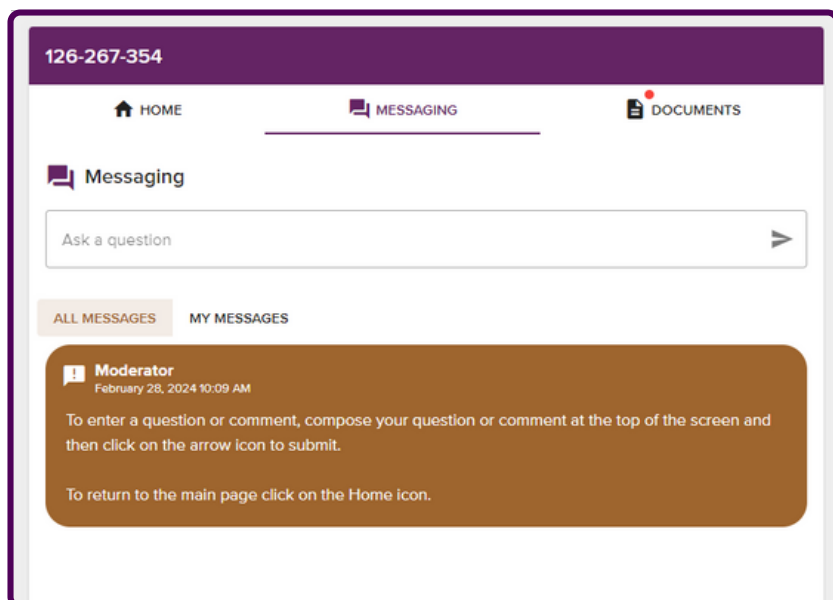 126-267-354
HOME
MESSAGING
DOCUMENTS
Messaging
Ask a question
ALL MESSAGES
MY MESSAGES
Moderator
February 28, 2024 10:09 AM
To enter a question or comment, compose your question or comment at the top of the screen and
then click on the arrow icon to submit.
To return to the main page click on the Home icon.